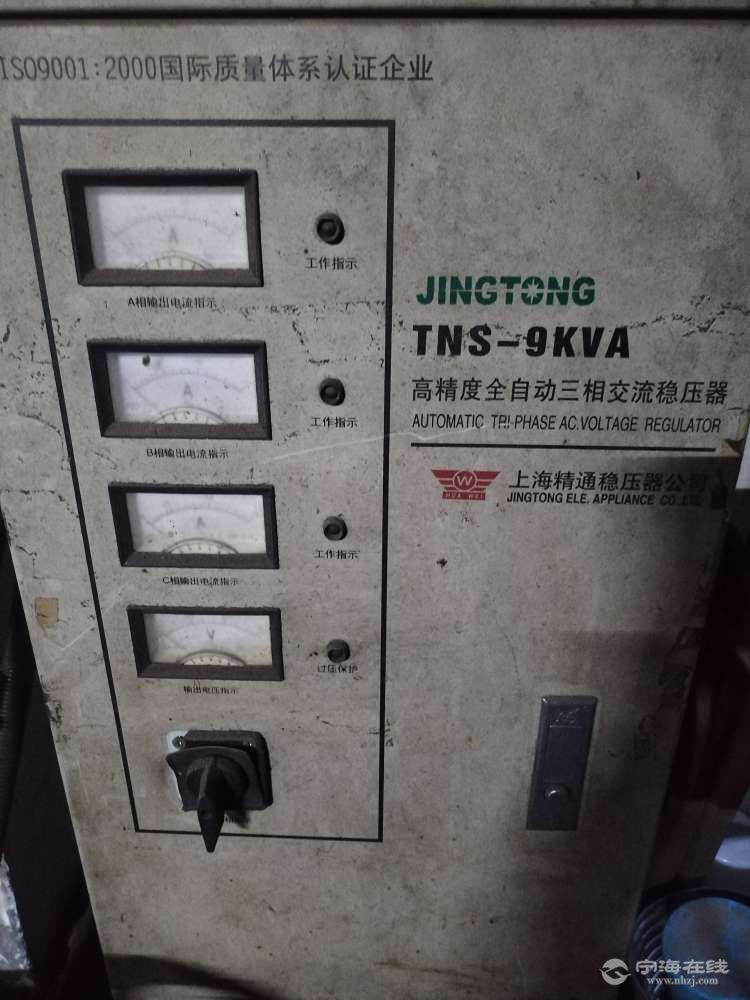 ISO9001:2000国际质量体系认证企业
A
工作指示
A相输出电流指示
JINGTONG
TNS-9KVA
高精度全自动三相交流稳压器
AUTOMATIC TRI-PHASE AC.VOLTAGE REGULATOR
A
工作指示
B相输出电流指示
W
HUA WEI
上海精通稳压器公司
JINGTONG ELE. APPLIANCE CO.LTD
A
工作指示
C相输出电流指示
V
过压保护
输出电压指示
宁海在线
www.nhzj.com